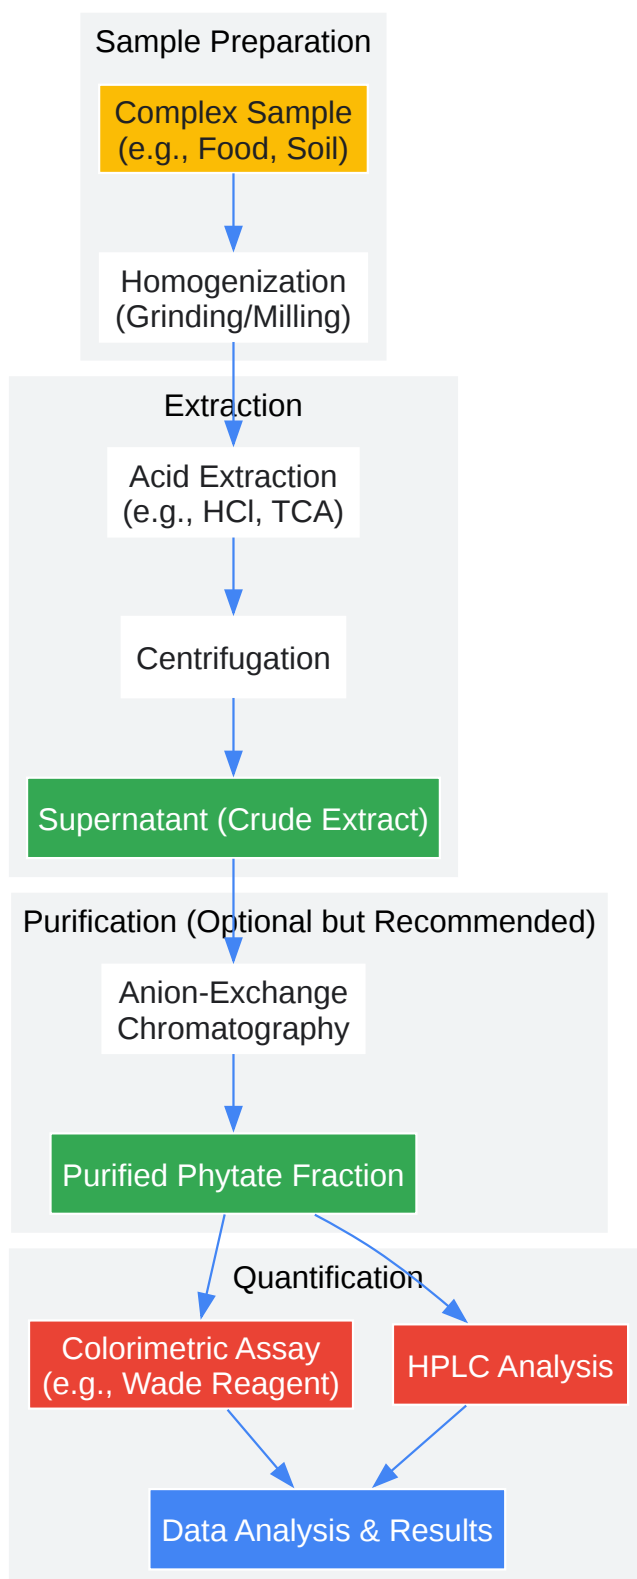 Sample Preparation
Complex Sample
(e.g., Food, Soil)
Homogenization
(Grinding/Milling)
Extraction
Acid Extraction
(e.g., HCl, TCA)
Centrifugation
Supernatant (Crude Extract)
Purification (Optional but Recommended)
Anion-Exchange
Chromatography
Purified Phytate Fraction
Quantification
Colorimetric Assay
(e.g., Wade Reagent)
HPLC Analysis
Data Analysis & Results